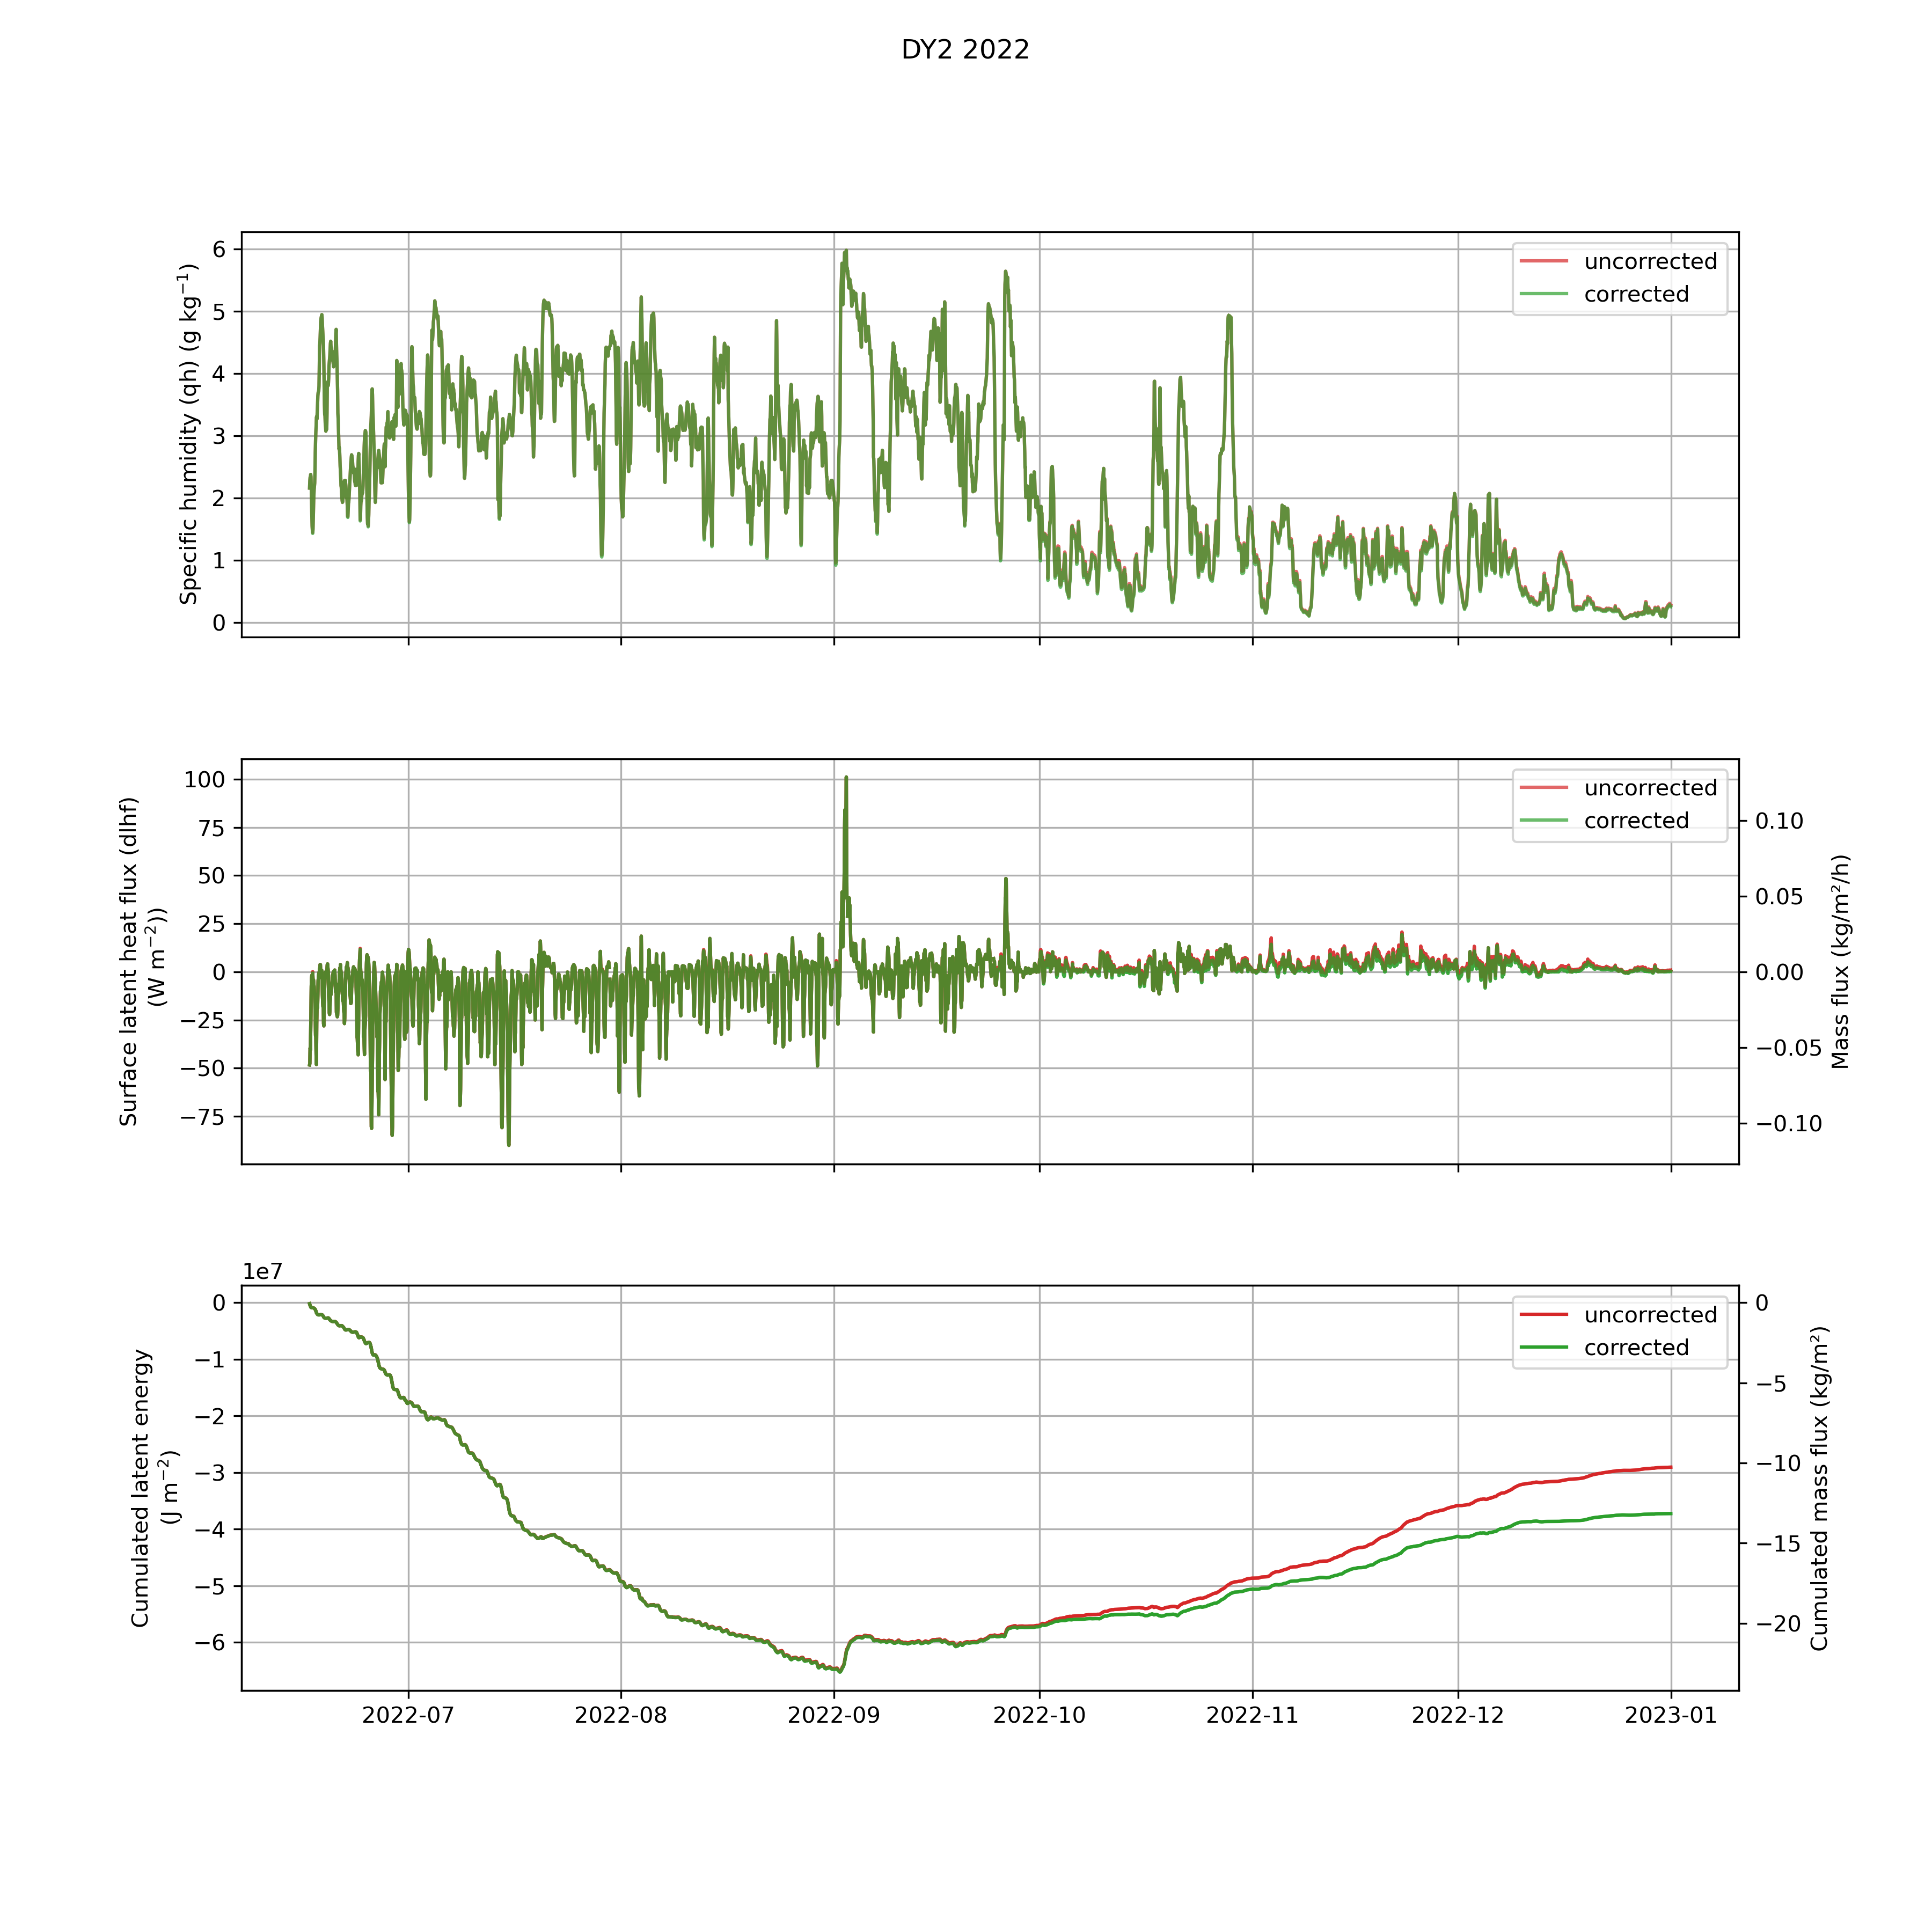 DY2 2022
Specific humidity (qh) (g kg⁻¹)
6
5
4
3
2
1
0
uncorrected
corrected
Surface latent heat flux (dlhf)
(W m⁻²))
100
75
50
25
0
−25
−50
−75
uncorrected
corrected
0.10
0.05
0.00
−0.05
−0.10
Mass flux (kg/m²/h)
1e7
Cumulated latent energy
(J m⁻²)
0
−1
−2
−3
−4
−5
−6
uncorrected
corrected
0
−5
−10
−15
−20
Cumulated mass flux (kg/m²)
2022-07
2022-08
2022-09
2022-10
2022-11
2022-12
2023-01